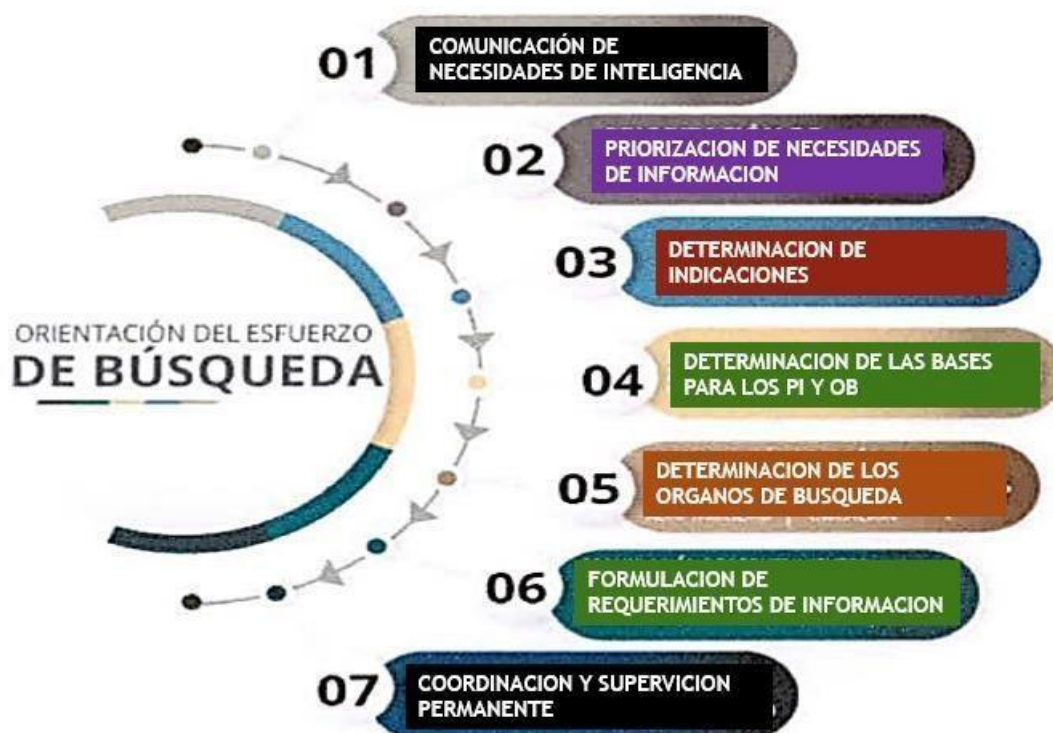 01
COMUNICACIÓN DE
NECESIDADES DE INTELIGENCIA
02
PRIORIZACION DE NECESIDADES
DE INFORMACION
03
DETERMINACION DE
INDICACIONES
ORIENTACIÓN DEL ESFUERZO
DE BÚSQUEDA
04
DETERMINACION DE LAS BASES
PARA LOS PI Y OB
05
DETERMINACION DE LOS
ORGANOS DE BUSQUEDA
06
FORMULACION DE
REQUERIMIENTOS DE INFORMACION
07
COORDINACION Y SUPERVICION
PERMANENTE